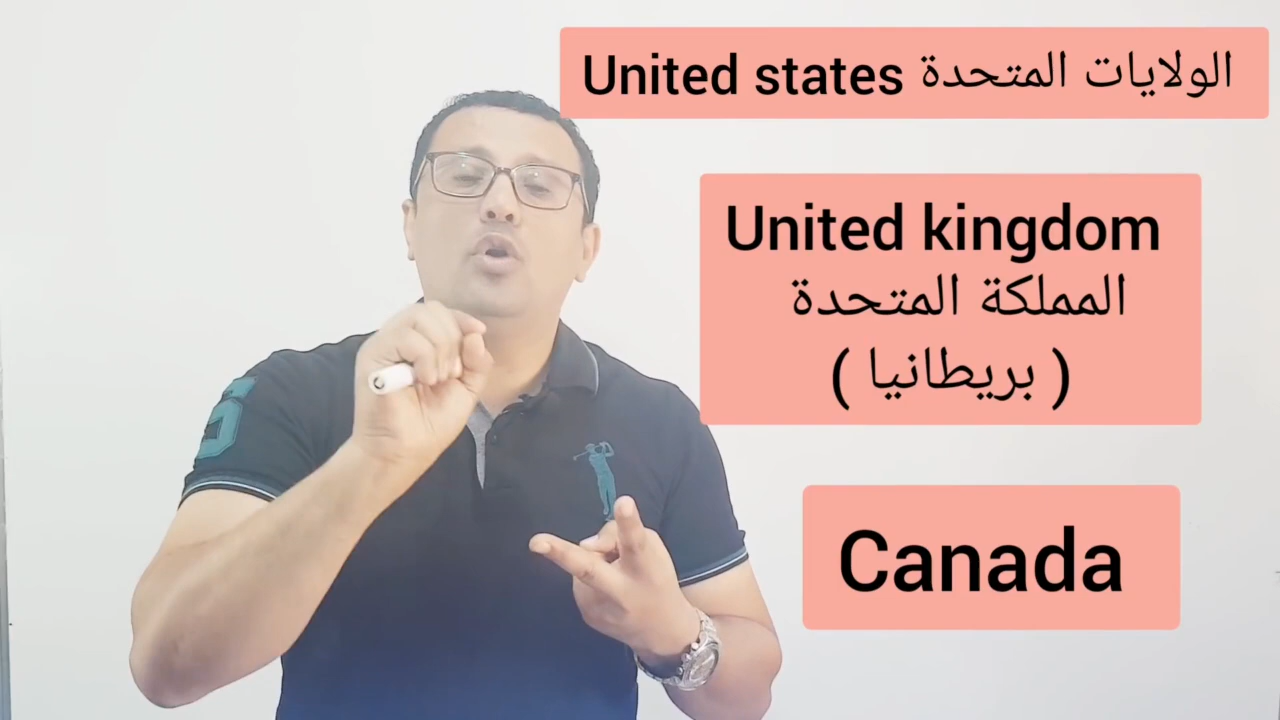 United states الولايات المتحدة
United kingdom
المملكة المتحدة
( بريطانيا )
Canada